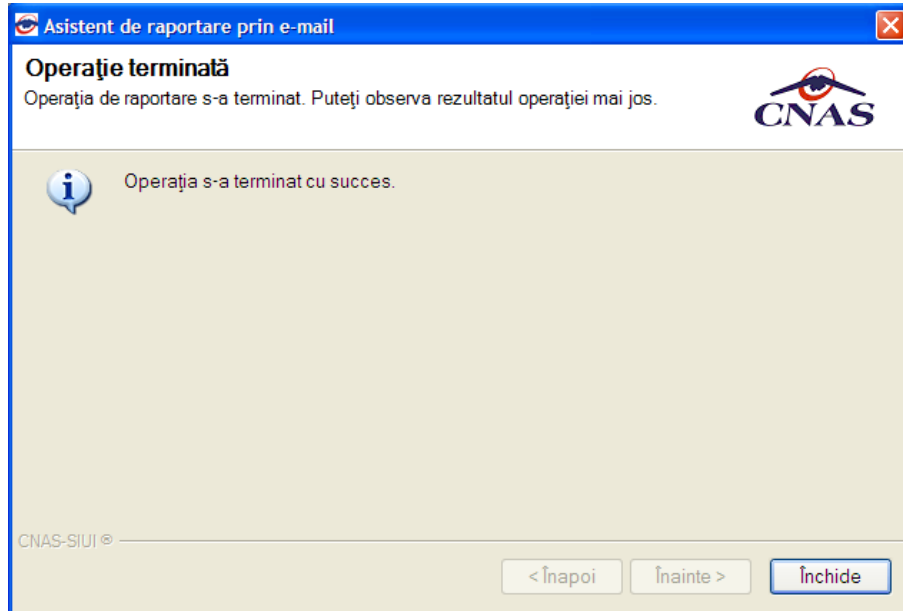 Asistent de raportare prin e-mail
Operaţie terminată
Operaţia de raportare s-a terminat. Puteţi observa rezultatul operaţiei mai jos.
CNAS
Operaţia s-a terminat cu succes.
CNAS-SIUI ®
< Înapoi
Înainte >
Închide